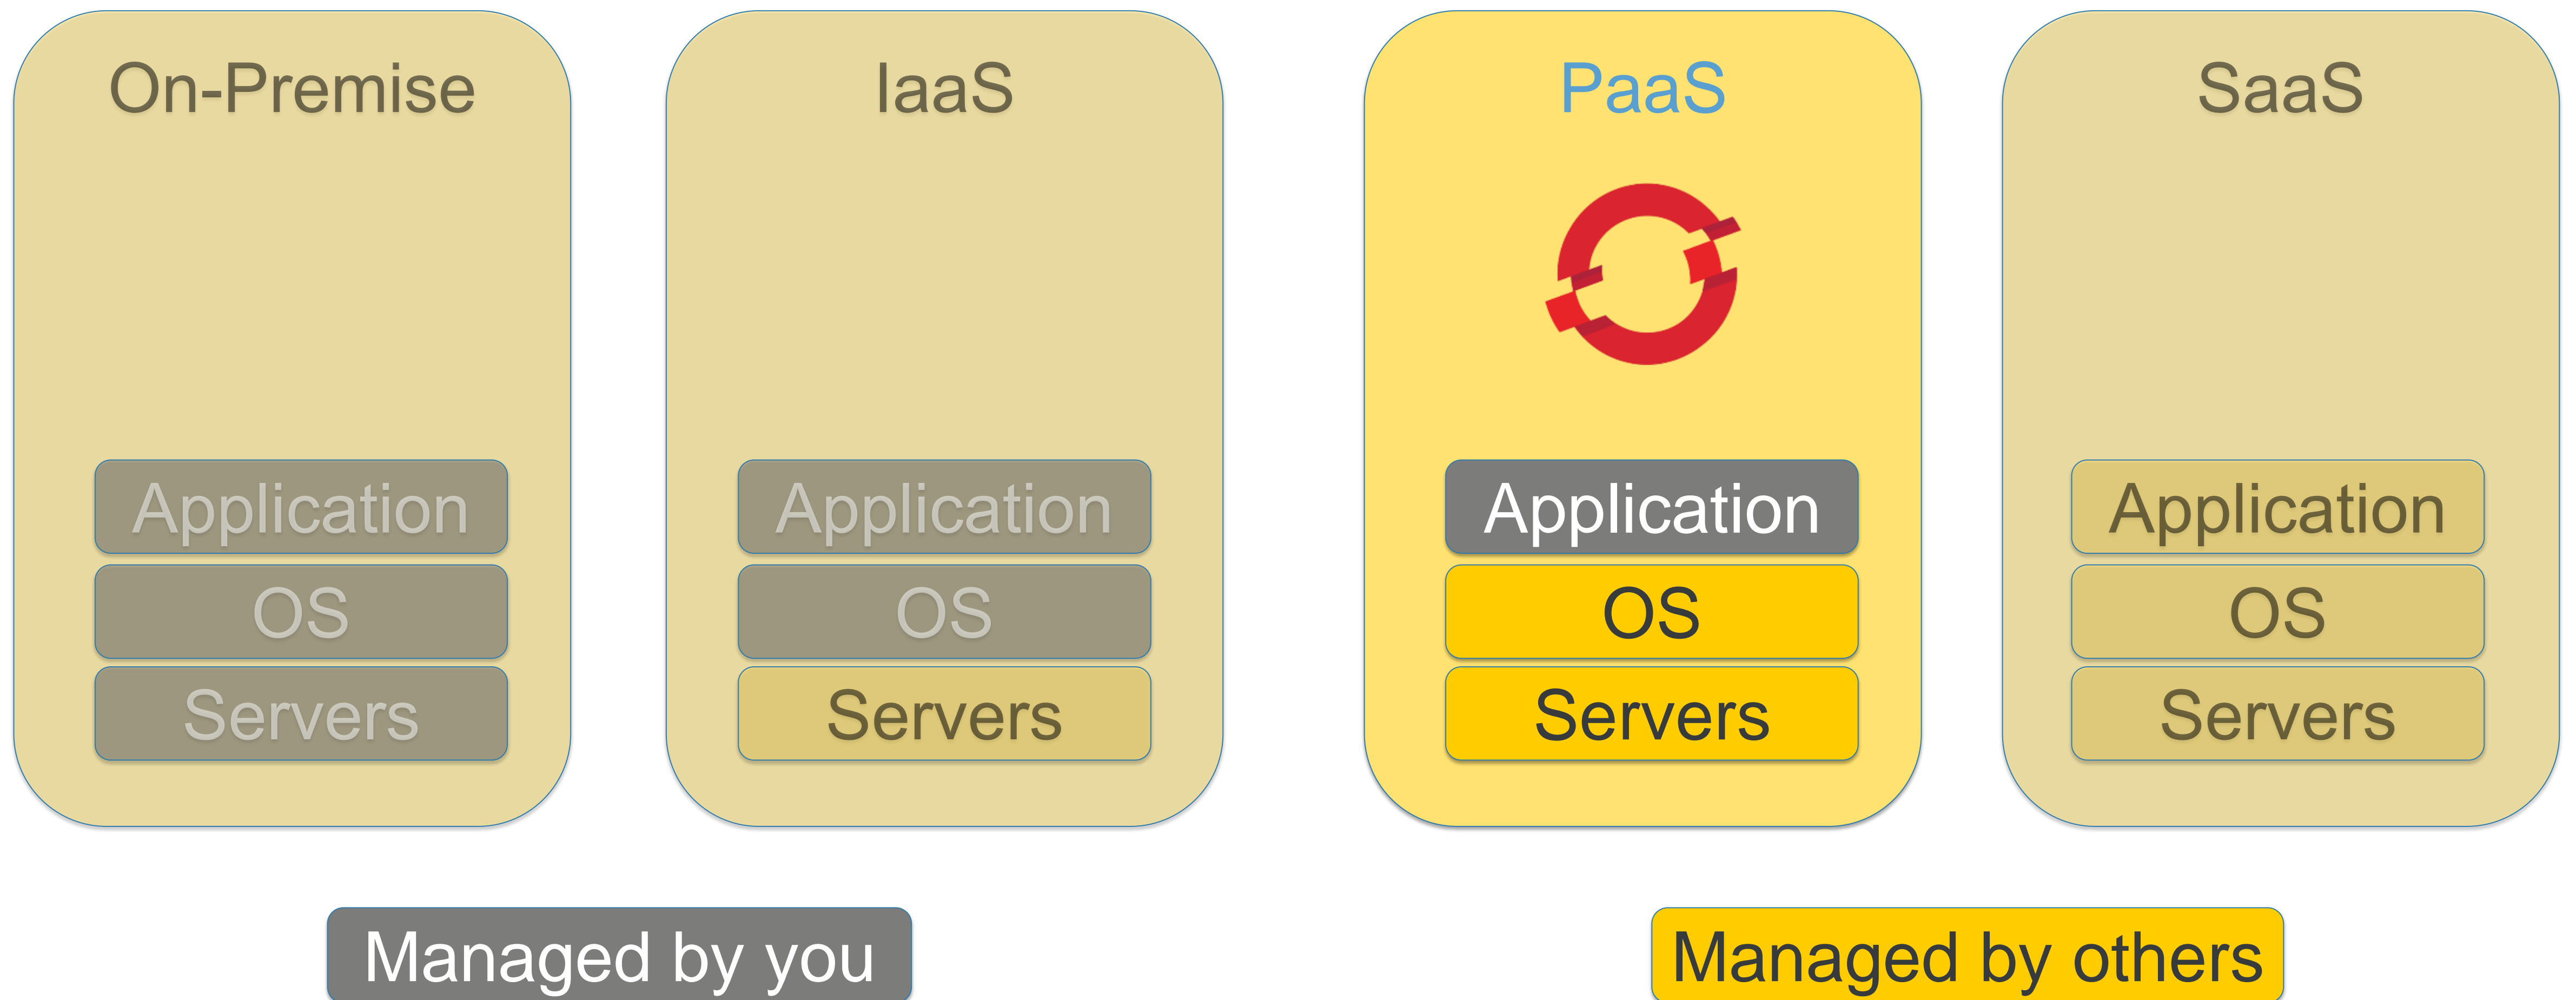 On-Premise
Application
OS
Servers
IaaS
Application
OS
Servers
PaaS
Application
OS
Servers
SaaS
Application
OS
Servers
Managed by you
Managed by others